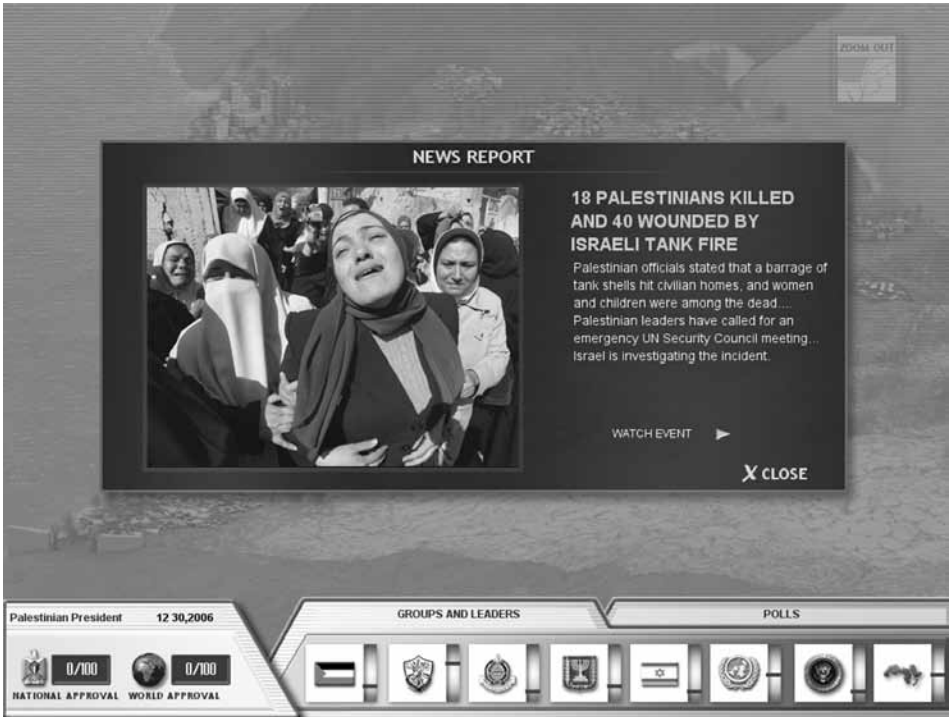 ZOOM OUT
NEWS REPORT
18 PALESTINIANS KILLED
AND 40 WOUNDED BY
ISRAELI TANK FIRE
Palestinian officials stated that a barrage of
tank shells hit civilian homes, and women
and children were among the dead....
Palestinian leaders have called for an
emergency UN Security Council meeting...
Israel is investigating the incident.
WATCH EVENT
X CLOSE
Palestinian President 12 30,2006
GROUPS AND LEADERS
POLLS
0/100
0/100
NATIONAL APPROVAL
WORLD APPROVAL